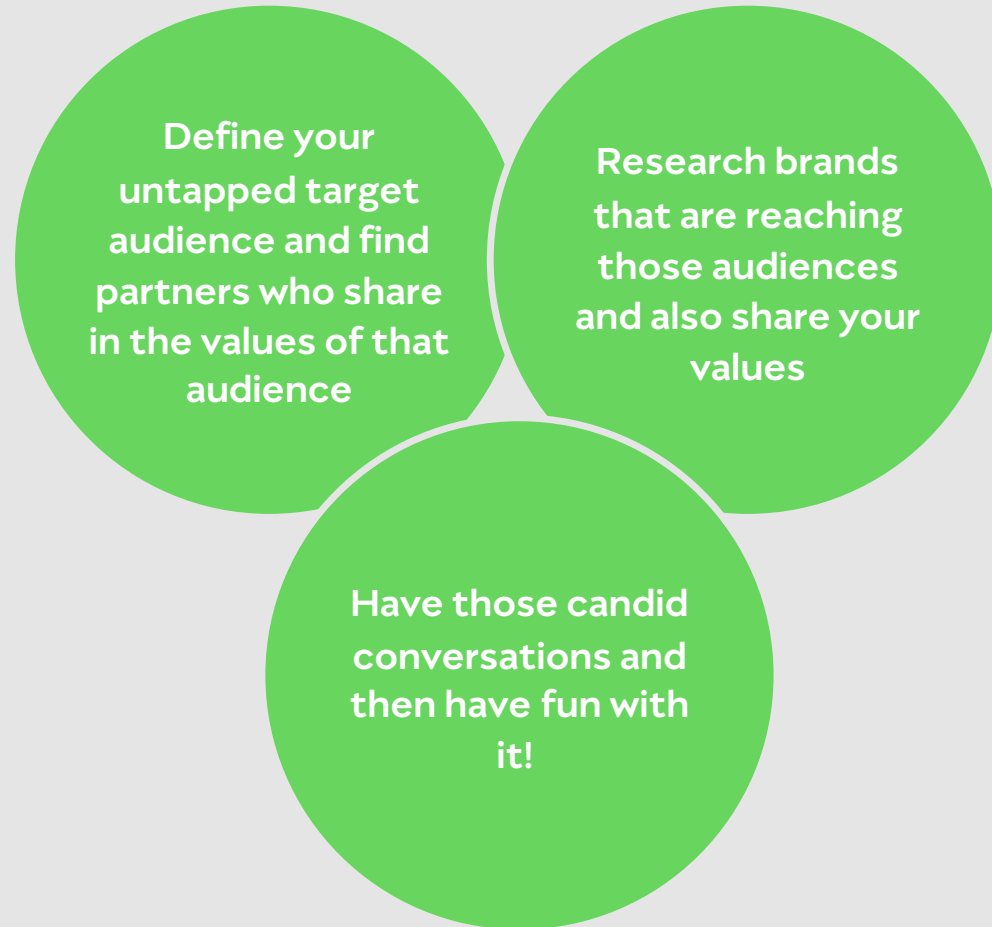 Define your
untapped target
audience and find
partners who share
in the values of that
audience
Research brands
that are reaching
those audiences
and also share your
values
Have those candid
conversations and
then have fun with
it!